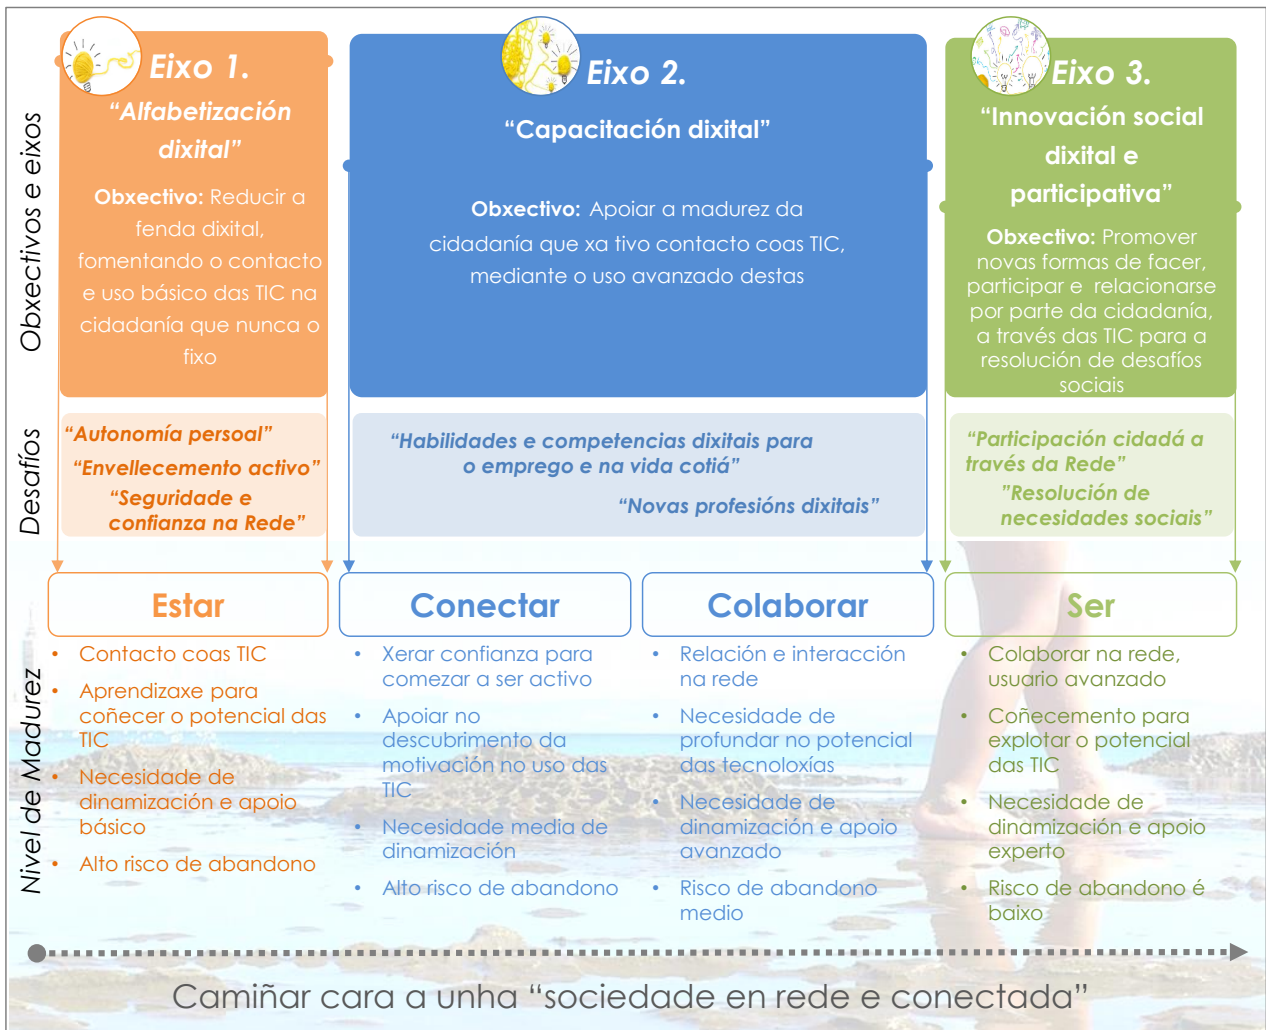 Obxectivos e eixos
Eixo 1.
“Alfabetización
dixital”
Obxectivo: Reducir a
fenda dixital,
fomentando o contacto
e uso básico das TIC na
cidadanía que nunca o
fixo
Eixo 2.
“Capacitación dixital”
Obxectivo: Apoiar a madurez da
cidadanía que xa tivo contacto coas TIC,
mediante o uso avanzado destas
Eixo 3.
“Innovación social
dixital e
participativa”
Obxectivo: Promover
novas formas de facer,
participar e relacionarse
por parte da cidadanía,
a través das TIC para a
resolución de desafíos
sociais
Desafíos
“Autonomía persoal”
“Envellecemento activo”
“Seguridade e
confianza na Rede”
“Habilidades e competencias dixitais para
o emprego e na vida cotiá”
“Novas profesións dixitais”
“Participación cidadá a
través da Rede”
”Resolución de
necesidades sociais”
Nivel de Madurez
Estar
• Contacto coas TIC
• Aprendizaxe para
coñecer o potencial das
TIC
• Necesidade de
dinamización e apoio
básico
• Alto risco de abandono
Conectar
• Xerar confianza para
comezar a ser activo
• Apoiar no
descubrimento da
motivación no uso das
TIC
• Necesidade media de
dinamización
• Alto risco de abandono
Colaborar
• Relación e interacción
na rede
• Necesidade de
profundar no potencial
das tecnoloxías
• Necesidade de
dinamización e apoio
avanzado
• Risco de abandono
medio
Ser
• Colaborar na rede,
usuario avanzado
• Coñecemento para
explotar o potencial
das TIC
• Necesidade de
dinamización e apoio
experto
• Risco de abandono é
baixo
Camiñar cara a unha “sociedade en rede e conectada”